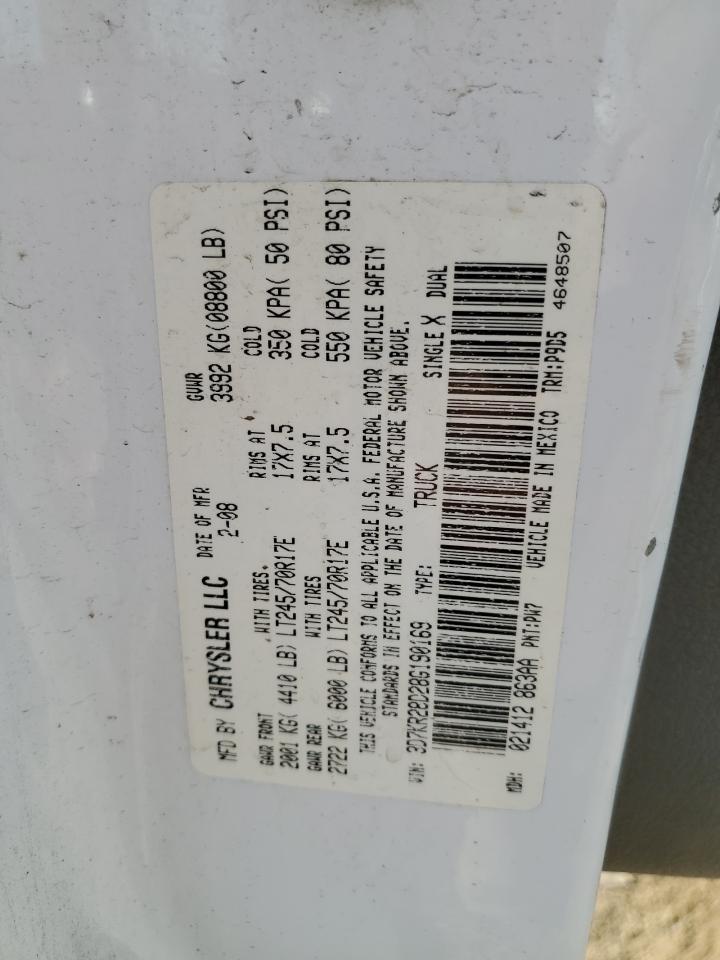 MFD BY CHRYSLER LLC DATE OF MFR GVWR
2-08 3992 KG(08800 LB)
GAWR FRONT WITH TIRES. RIMS AT COLD
2001 KG( 4410 LB) LT245/70R17E 17X7.5 350 KPA( 50 PSI)
GAWR REAR WITH TIRES RIMS AT COLD
2722 KG( 6000 LB) LT245/70R17E 17X7.5 550 KPA( 80 PSI)
THIS VEHICLE CONFORMS TO ALL APPLICABLE U.S.A. FEDERAL MOTOR VEHICLE SAFETY
STANDARDS IN EFFECT ON THE DATE OF MANUFACTURE SHOWN ABOVE.
VIN: 3D7KR28D28G190169 TYPE: TRUCK SINGLE X DUAL
MDH: 021412 863AA PNT:PW7 VEHICLE MADE IN MEXICO TRM:P9D5
4648507